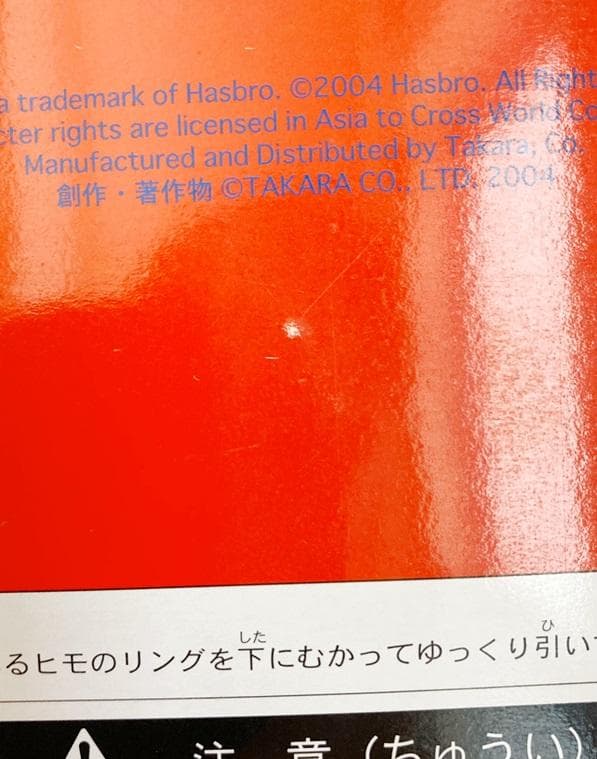 a trademark of Hasbro. ©2004 Hasbro. All Right
cter rights are licensed in Asia to Cross World Co
Manufactured and Distributed by Takara, Co.
創作・著作物 ©TAKARA CO., LTD. 2004
るヒモのリングを下にむかってゆっくり引い
した
ひ
注 意 (ちゅうい)